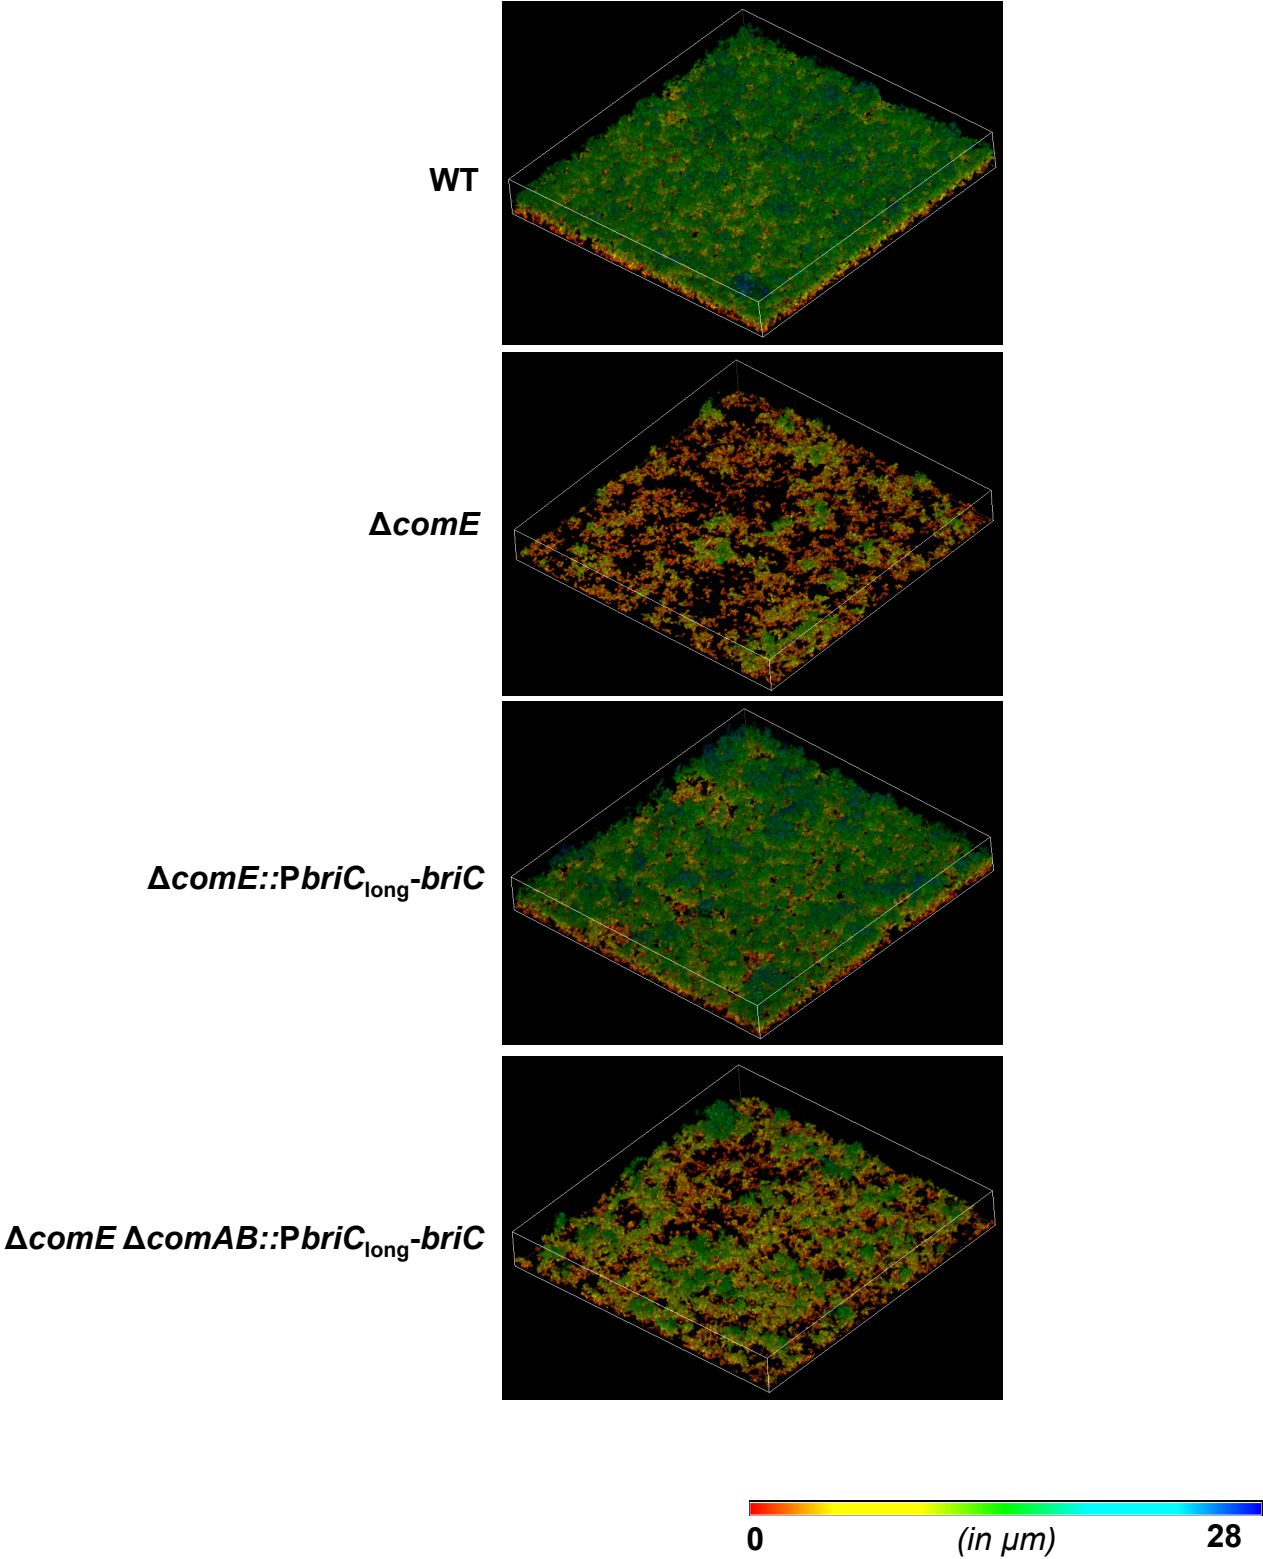 WT
ΔcomE
ΔcomE::PbriClong-briC
ΔcomE ΔcomAB::PbriClong-briC
0 (in μm) 28